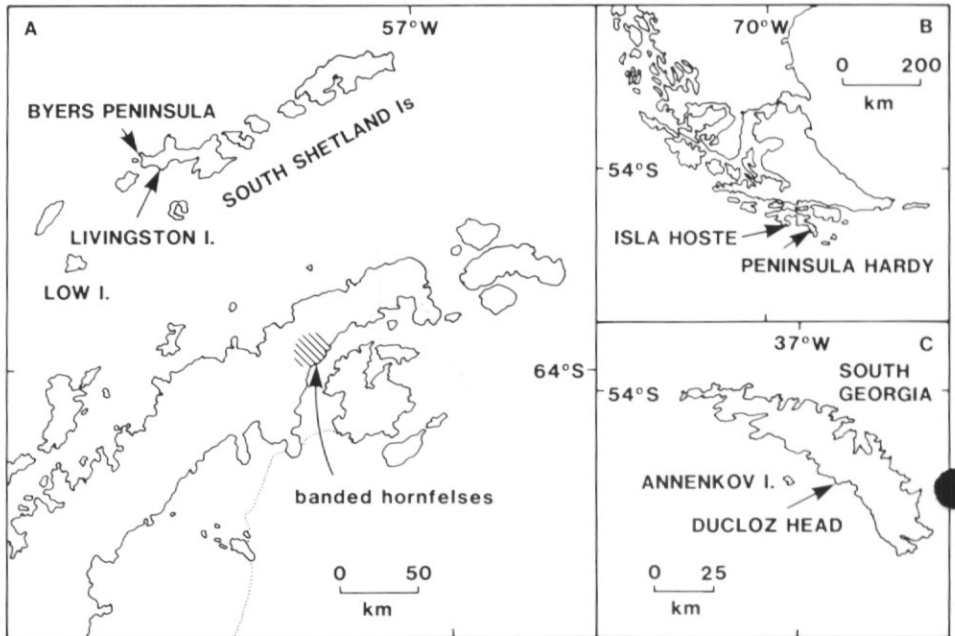 A
57°W
BYERS PENINSULA
SOUTH SHETLAND Is
LIVINGSTON I.
LOW I.
64°S
banded hornfelses
0 50
km
B
70°W
0 200
km
54°S
ISLA HOSTE
PENINSULA HARDY
C
37°W
SOUTH
GEORGIA
54°S
ANNENKOV I.
DUCLOZ HEAD
0 25
km